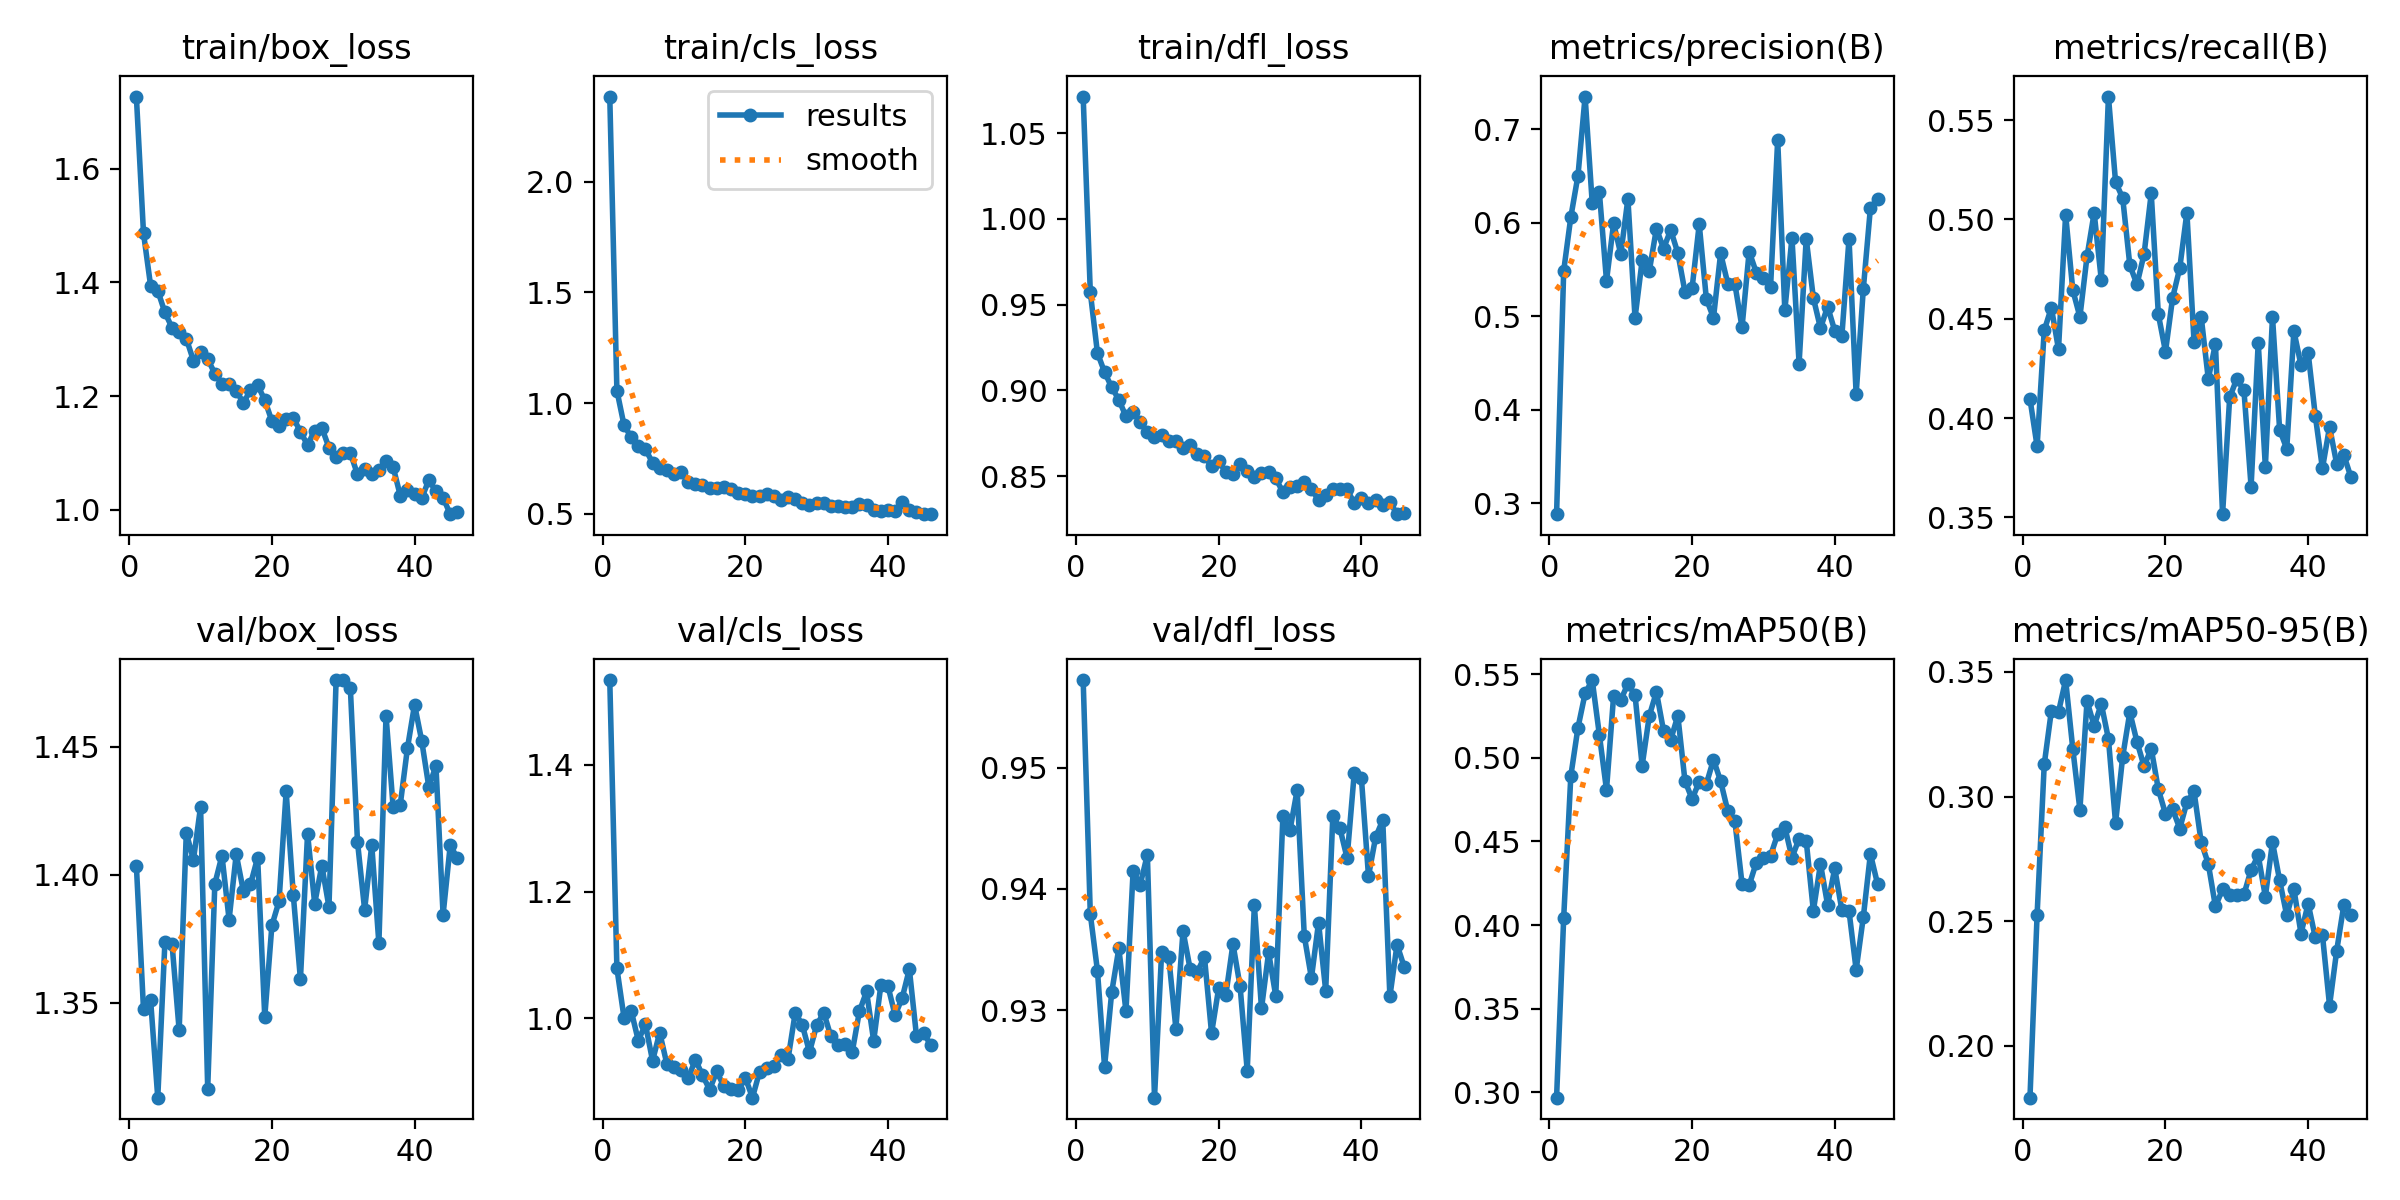 train/box_loss
1.6
1.4
1.2
1.0
0 20 40
train/cls_loss
results
smooth
2.0
1.5
1.0
0.5
0 20 40
train/dfl_loss
1.05
1.00
0.95
0.90
0.85
0 20 40
metrics/precision(B)
0.7
0.6
0.5
0.4
0.3
0 20 40
metrics/recall(B)
0.55
0.50
0.45
0.40
0.35
0 20 40
val/box_loss
1.45
1.40
1.35
0 20 40
val/cls_loss
1.4
1.2
1.0
0 20 40
val/dfl_loss
0.95
0.94
0.93
0 20 40
metrics/mAP50(B)
0.55
0.50
0.45
0.40
0.35
0.30
0 20 40
metrics/mAP50-95(B)
0.35
0.30
0.25
0.20
0 20 40